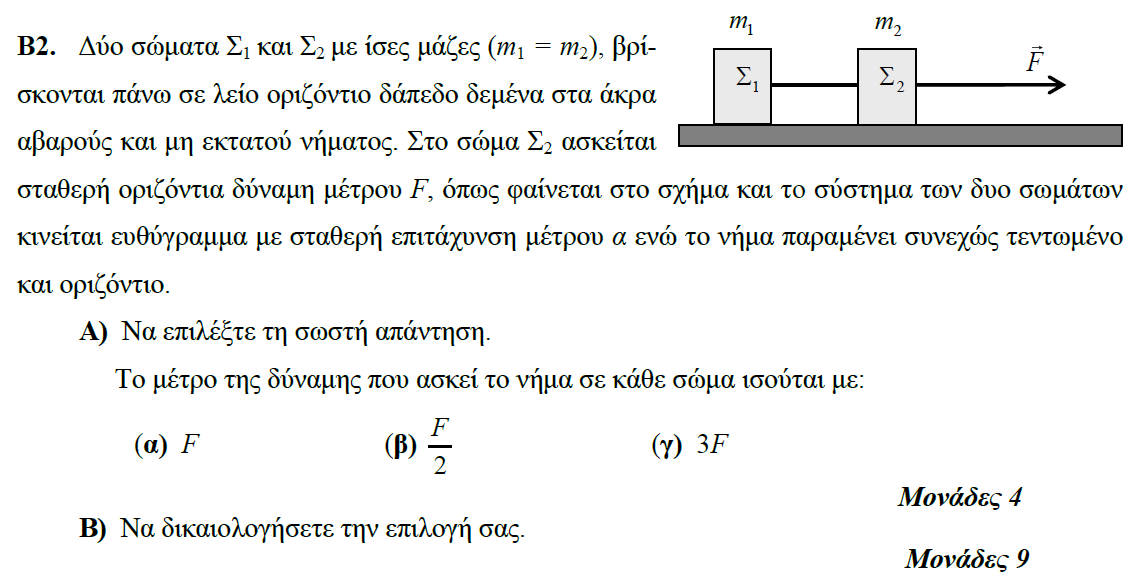 m₁ m₂
Σ₁ Σ₂ F⃗
B2. Δύο σώματα Σ₁ και Σ₂ με ίσες μάζες (m₁ = m₂), βρί-
σκονται πάνω σε λείο οριζόντιο δάπεδο δεμένα στα άκρα
αβαρούς και μη εκτατού νήματος. Στο σώμα Σ₂ ασκείται
σταθερή οριζόντια δύναμη μέτρου F, όπως φαίνεται στο σχήμα και το σύστημα των δυο σωμάτων
κινείται ευθύγραμμα με σταθερή επιτάχυνση μέτρου α ενώ το νήμα παραμένει συνεχώς τεντωμένο
και οριζόντιο.
Α) Να επιλέξτε τη σωστή απάντηση.
Το μέτρο της δύναμης που ασκεί το νήμα σε κάθε σώμα ισούται με:
(α) F (β) F/2 (γ) 3F
Μονάδες 4
Β) Να δικαιολογήσετε την επιλογή σας.
Μονάδες 9